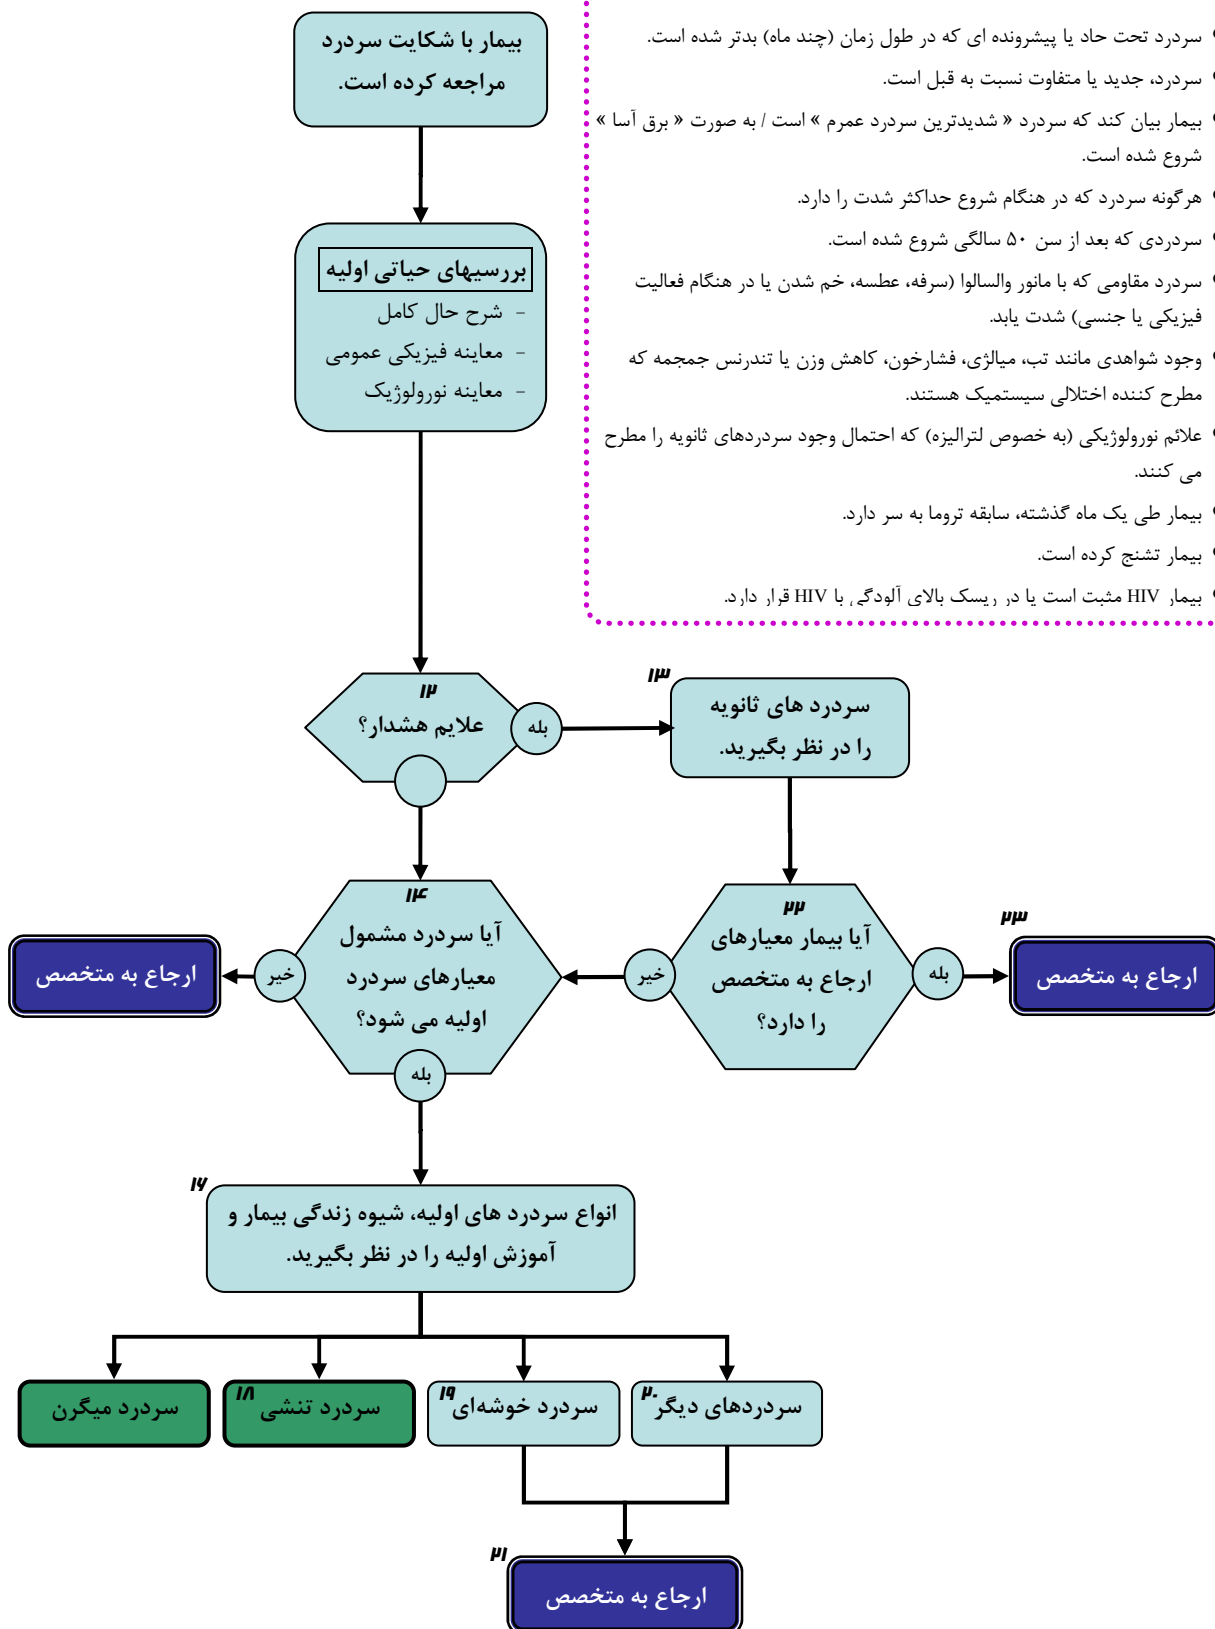 بیمار با شکایت سردرد
مراجعه کرده است.
بررسیهای حیاتی اولیه
- شرح حال کامل
- معاینه فیزیکی عمومی
- معاینه نورولوژیک
• سردرد تحت حاد یا پیشرونده ای که در طول زمان (چند ماه) بدتر شده است.
• سردرد، جدید یا متفاوت نسبت به قبل است.
• بیمار بیان کند که سردرد « شدیدترین سردرد عمرم » است / به صورت « برق آسا »
شروع شده است.
• هرگونه سردرد که در هنگام شروع حداکثر شدت را دارد.
• سردردی که بعد از سن ۵۰ سالگی شروع شده است.
• سردرد مقاومی که با مانور والسالوا (سرفه، عطسه، خم شدن یا در هنگام فعالیت
فیزیکی یا جنسی) شدت یابد.
• وجود شواهدی مانند تب، میالژی، فشارخون، کاهش وزن یا تندرنس جمجمه که
مطرح کننده اختلالی سیستمیک هستند.
• علائم نورولوژیکی (به خصوص لترالیزه) که احتمال وجود سردردهای ثانویه را مطرح
می کنند.
• بیمار طی یک ماه گذشته، سابقه تروما به سر دارد.
• بیمار تشنج کرده است.
• بیمار HIV مثبت است یا در ریسک بالای آلودگی با HIV قرار دارد.
۱۲
علایم هشدار؟
بله
۱۳
سردرد های ثانویه
را در نظر بگیرید.
۲۳
ارجاع به متخصص
بله
۲۲
آیا بیمار معیارهای
ارجاع به متخصص
را دارد؟
خیر
۱۴
آیا سردرد مشمول
معیارهای سردرد
اولیه می شود؟
خیر
ارجاع به متخصص
بله
۱۶
انواع سردرد های اولیه، شیوه زندگی بیمار و
آموزش اولیه را در نظر بگیرید.
۲۰
سردردهای دیگر
۱۹
سردرد خوشه‌ای
۱۸
سردرد تنشی
سردرد میگرن
۲۱
ارجاع به متخصص